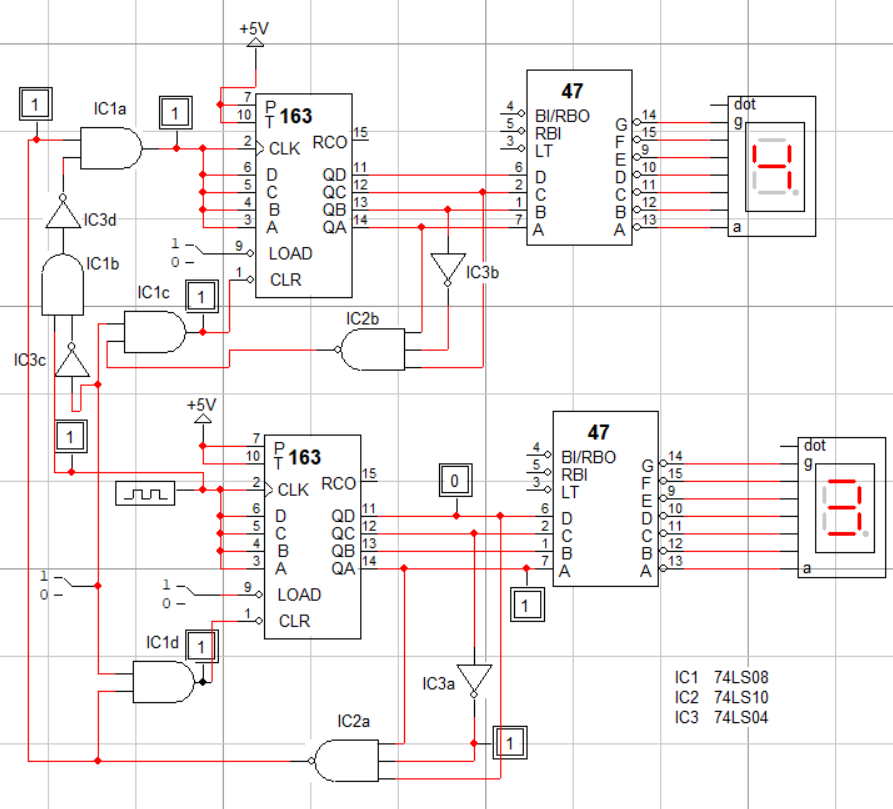 +5V
1
IC1a
1
7 P
10 T
163
2 CLK
RCO 15
6 D
QD 11
5 C
QC 12
4 B
QB 13
3 A
QA 14
9 LOAD
1 CLR
1
0
47
4 BI/RBO
5 RBI
3 LT
6 D
2 C
1 B
7 A
G 14
F 15
E 9
D 10
C 11
B 12
A 13
dot
g
a
IC3d
IC1b
IC1c
1
IC3b
IC2b
IC3c
1
+5V
7 P
10 T
163
2 CLK
RCO 15
6 D
QD 11
5 C
QC 12
4 B
QB 13
3 A
QA 14
9 LOAD
1 CLR
0
1
47
4 BI/RBO
5 RBI
3 LT
6 D
2 C
1 B
7 A
G 14
F 15
E 9
D 10
C 11
B 12
A 13
dot
g
a
1
0
1
0
IC1d
1
IC3a
1
IC2a
IC1 74LS08
IC2 74LS10
IC3 74LS04
4
3